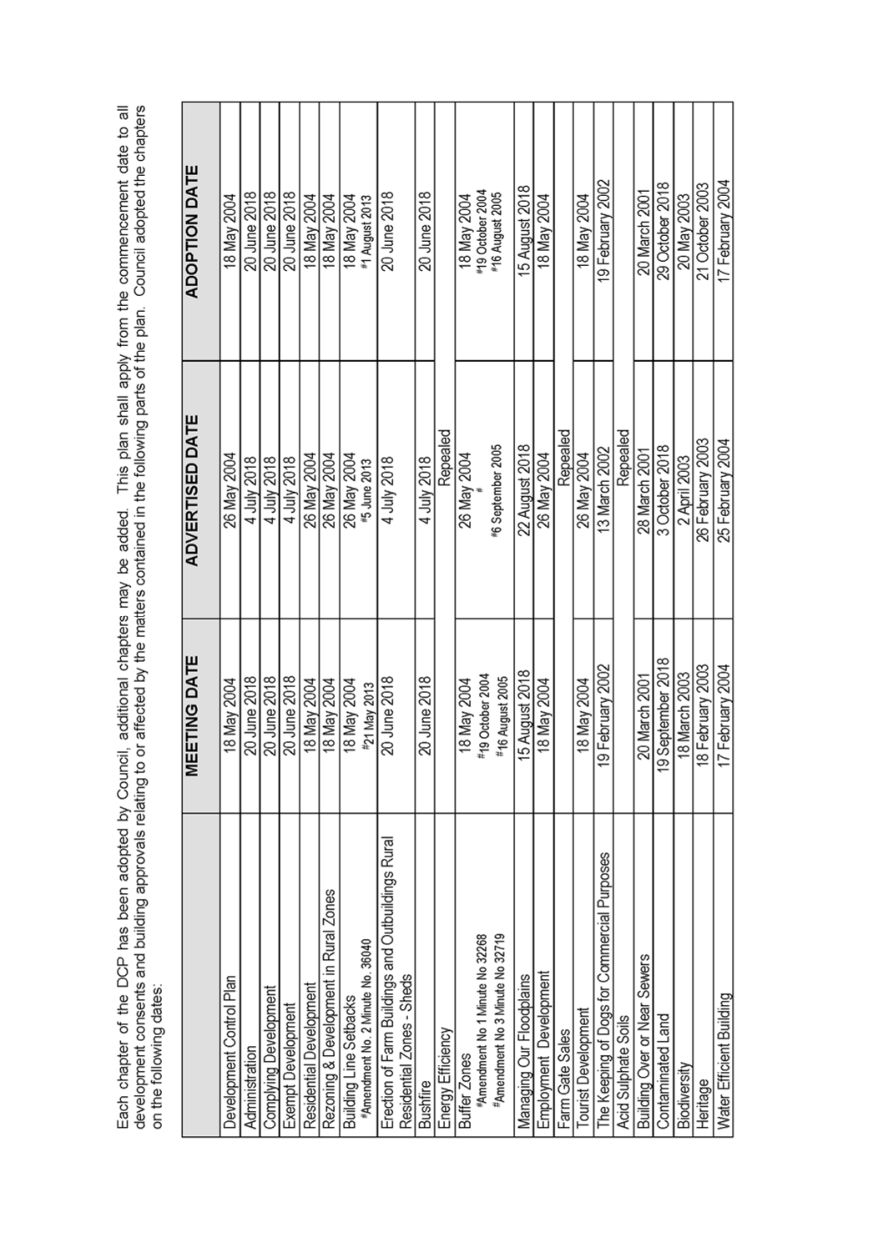 Each chapter of the DCP has been adopted by Council, additional chapters may be added. This plan shall apply from the commencement date to all
development consents and building approvals relating to or affected by the matters contained in the following parts of the plan. Council adopted the chapters
on the following dates:
MEETING DATE ADVERTISED DATE ADOPTION DATE
Development Control Plan 18 May 2004 26 May 2004 18 May 2004
Administration 20 June 2018 4 July 2018 20 June 2018
Complying Development 20 June 2018 4 July 2018 20 June 2018
Exempt Development 20 June 2018 4 July 2018 20 June 2018
Residential Development 18 May 2004 26 May 2004 18 May 2004
Rezoning & Development in Rural Zones 18 May 2004 26 May 2004 18 May 2004
Building Line Setbacks 18 May 2004 26 May 2004 18 May 2004
#Amendment No. 2 Minute No. 36040 #21 May 2013 #5 June 2013 #1 August 2013
Erection of Farm Buildings and Outbuildings Rural 20 June 2018 4 July 2018 20 June 2018
Residential Zones - Sheds
Bushfire 20 June 2018 4 July 2018 20 June 2018
Energy Efficiency Repealed
Buffer Zones 18 May 2004 26 May 2004 18 May 2004
#Amendment No 1 Minute No 32268 #19 October 2004 # #19 October 2004
#Amendment No 3 Minute No 32719 #16 August 2005 #6 September 2005 #16 August 2005
Managing Our Floodplains 15 August 2018 22 August 2018 15 August 2018
Employment Development 18 May 2004 26 May 2004 18 May 2004
Farm Gate Sales Repealed
Tourist Development 18 May 2004 26 May 2004 18 May 2004
The Keeping of Dogs for Commercial Purposes 19 February 2002 13 March 2002 19 February 2002
Acid Sulphate Soils Repealed
Building Over or Near Sewers 20 March 2001 28 March 2001 20 March 2001
Contaminated Land 19 September 2018 3 October 2018 29 October 2018
Biodiversity 18 March 2003 2 April 2003 20 May 2003
Heritage 18 February 2003 26 February 2003 21 October 2003
Water Efficient Building 17 February 2004 25 February 2004 17 February 2004